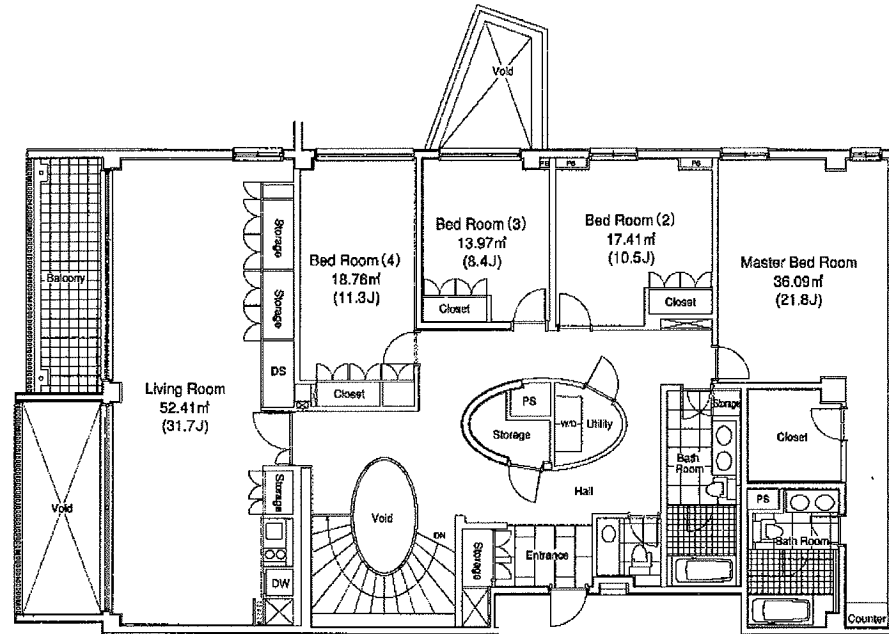 Void
Bed Room(3)
13.97㎡
(8.4J)
Closet
PS
PS
PS
Bed Room(2)
17.41㎡
(10.5J)
Closet
Bed Room(4)
18.76㎡
(11.3J)
Closet
Master Bed Room
36.09㎡
(21.8J)
Balcony
Storage
Storage
DS
Living Room
52.41㎡
(31.7J)
Void
Storage
DW
Void
DN
PS
Storage
W/D
Utility
Hall
Storage
Entrance
Storage
Bath
Room
Closet
PS
Bath Room
Counter